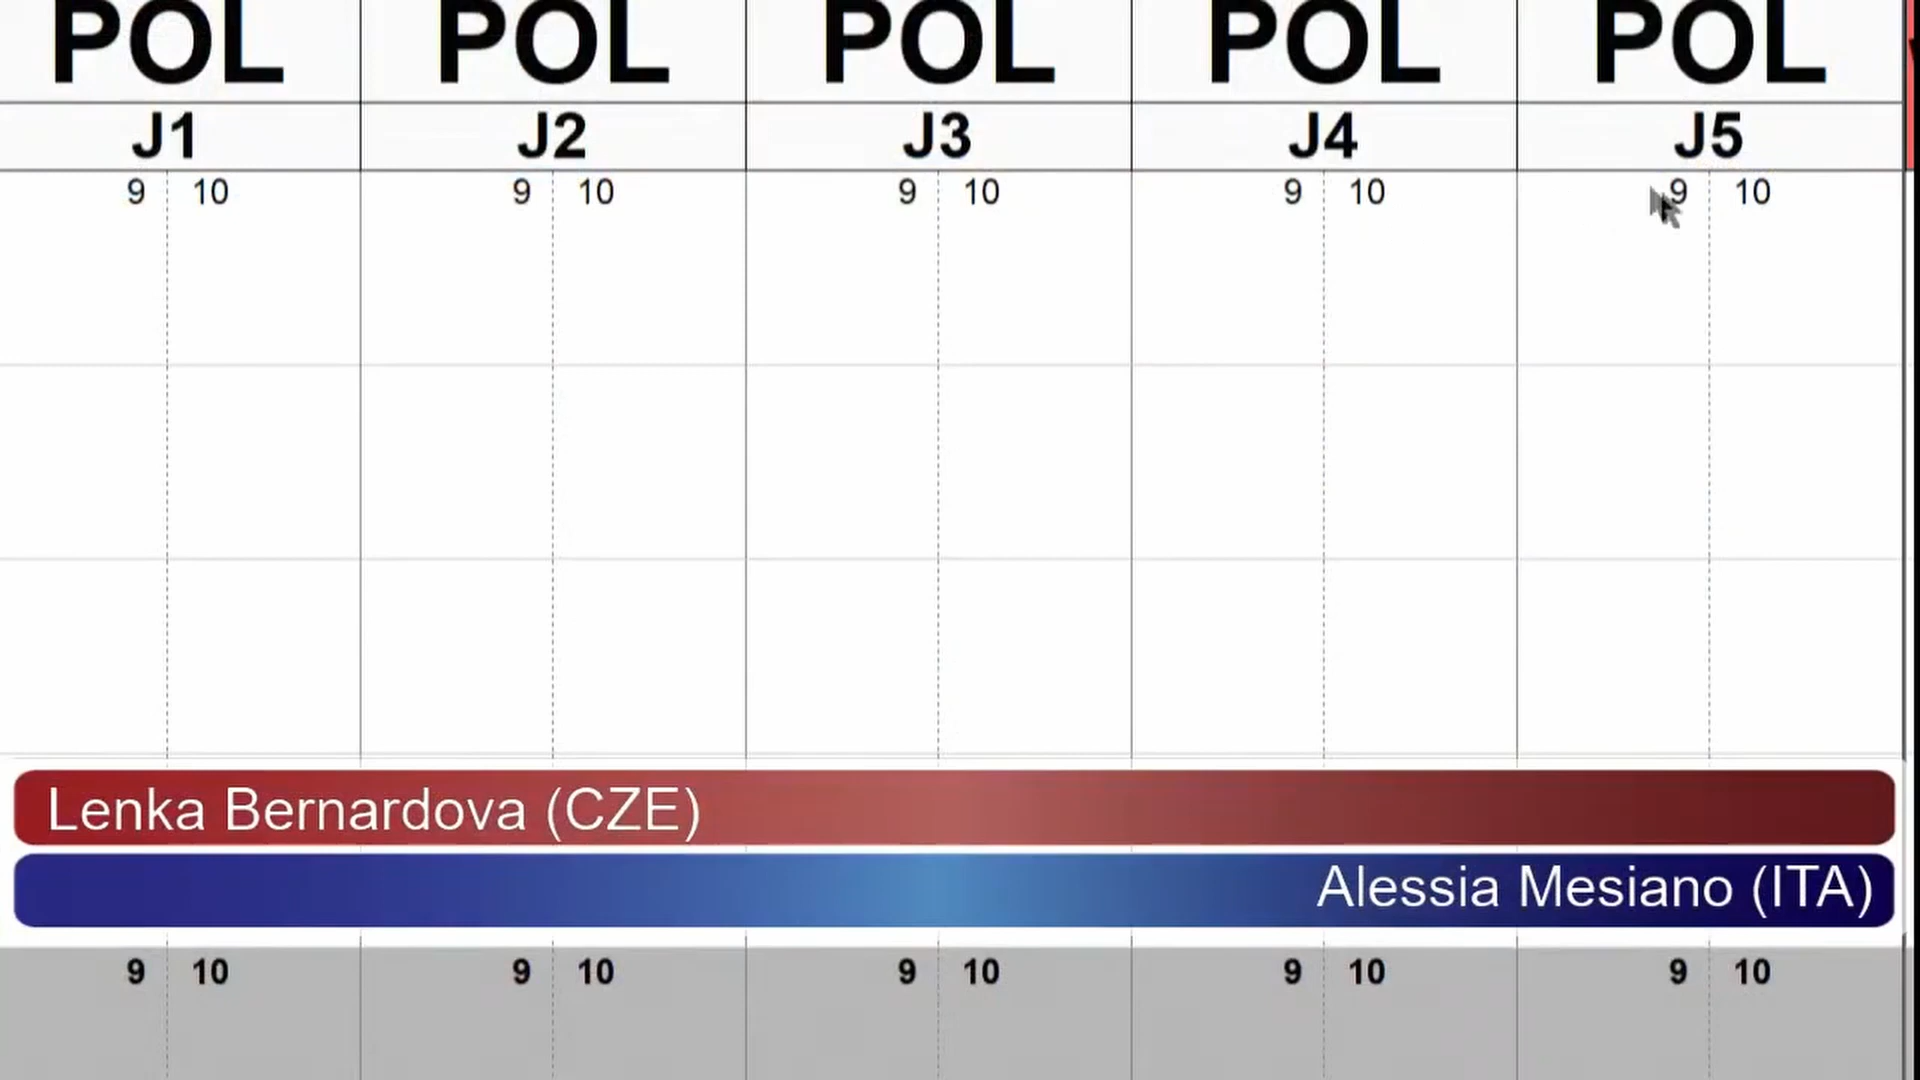 POL POL POL POL POL
J1 J2 J3 J4 J5
9 10 9 10 9 10 9 10 9 10
Lenka Bernardova (CZE)
Alessia Mesiano (ITA)
9 10 9 10 9 10 9 10 9 10